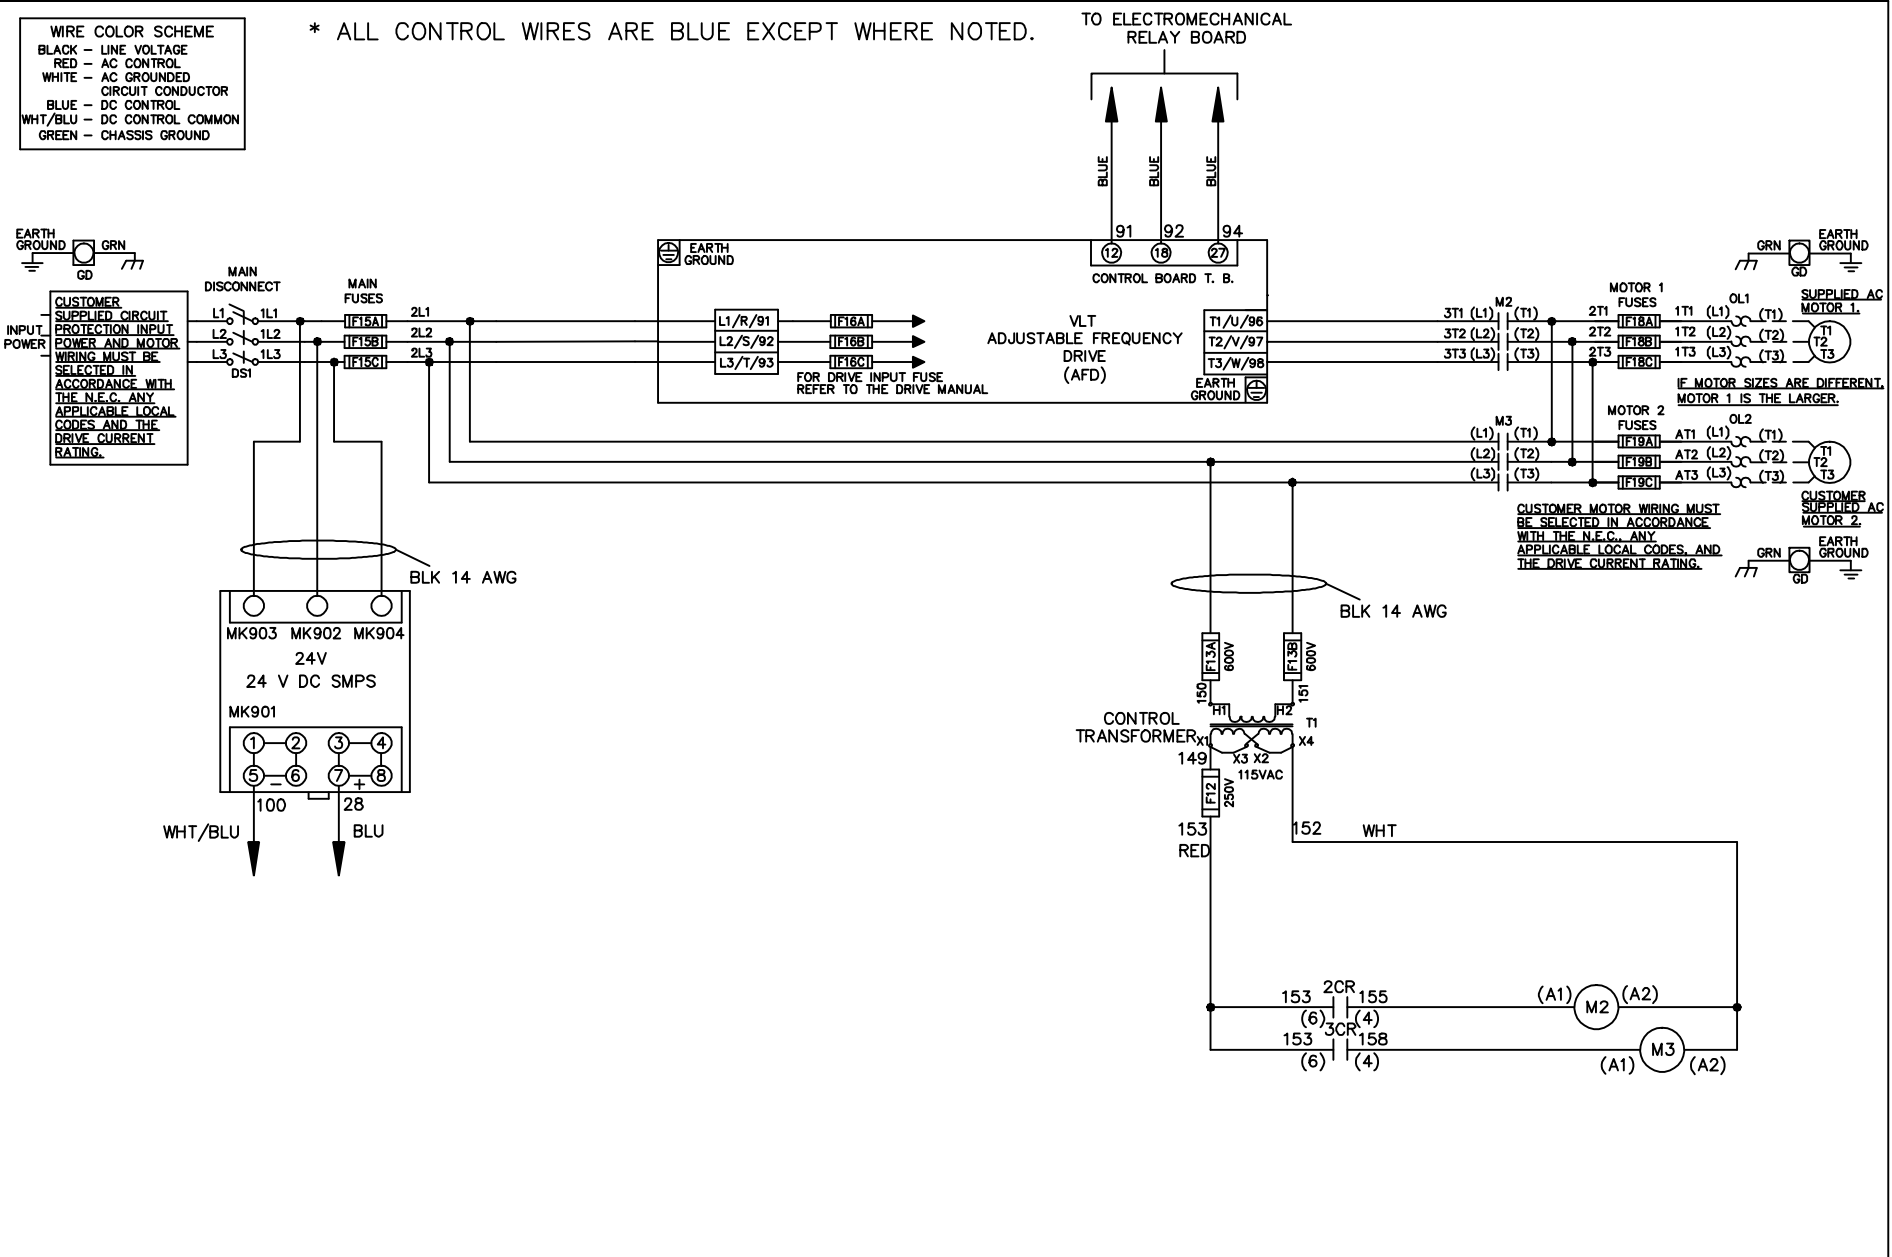 WIRE COLOR SCHEME
BLACK – LINE VOLTAGE
RED – AC CONTROL
WHITE – AC GROUNDED
CIRCUIT CONDUCTOR
BLUE – DC CONTROL
WHT/BLU – DC CONTROL COMMON
GREEN – CHASSIS GROUND
* ALL CONTROL WIRES ARE BLUE EXCEPT WHERE NOTED.
TO ELECTROMECHANICAL
RELAY BOARD
BLUE
BLUE
BLUE
91
92
94
12
18
27
CONTROL BOARD T. B.
EARTH
GROUND
GRN
GD
INPUT
POWER
CUSTOMER
SUPPLIED CIRCUIT
PROTECTION INPUT
POWER AND MOTOR
WIRING MUST BE
SELECTED IN
ACCORDANCE WITH
THE N.E.C. ANY
APPLICABLE LOCAL
CODES AND THE
DRIVE CURRENT
RATING.
MAIN
DISCONNECT
L1 1L1
L2 1L2
L3 1L3
DS1
MAIN
FUSES
F15A 2L1
F15B 2L2
F15C 2L3
EARTH
GROUND
L1/R/91
L2/S/92
L3/T/93
F16A
F16B
F16C
FOR DRIVE INPUT FUSE
REFER TO THE DRIVE MANUAL
VLT
ADJUSTABLE FREQUENCY
DRIVE
(AFD)
T1/U/96
T2/V/97
T3/W/98
EARTH
GROUND
M2
3T1 (L1) (T1)
3T2 (L2) (T2)
3T3 (L3) (T3)
MOTOR 1
FUSES
2T1 F18A 1T1 (L1) (T1)
2T2 F18B 1T2 (L2) (T2)
2T3 F18C 1T3 (L3) (T3)
OL1
GRN
GD
EARTH
GROUND
SUPPLIED AC
MOTOR 1.
T1
T2
T3
IF MOTOR SIZES ARE DIFFERENT,
MOTOR 1 IS THE LARGER.
M3
(L1) (T1)
(L2) (T2)
(L3) (T3)
MOTOR 2
FUSES
F19A AT1 (L1) (T1)
F19B AT2 (L2) (T2)
F19C AT3 (L3) (T3)
OL2
T1
T2
T3
CUSTOMER
SUPPLIED AC
MOTOR 2.
CUSTOMER MOTOR WIRING MUST
BE SELECTED IN ACCORDANCE
WITH THE N.E.C., ANY
APPLICABLE LOCAL CODES, AND
THE DRIVE CURRENT RATING.
GRN
GD
EARTH
GROUND
BLK 14 AWG
MK903 MK902 MK904
24V
24 V DC SMPS
MK901
1 2 3 4
5 – 6 7 + 8
100
28
WHT/BLU
BLU
BLK 14 AWG
F13A
600V
F13B
600V
150
151
H1
H2
T1
CONTROL
TRANSFORMER
X1
X3 X2
X4
149
115VAC
F12
250V
153
RED
152
WHT
2CR
153 155
(6) (4)
(A1) M2 (A2)
3CR
153 158
(6) (4)
(A1) M3 (A2)